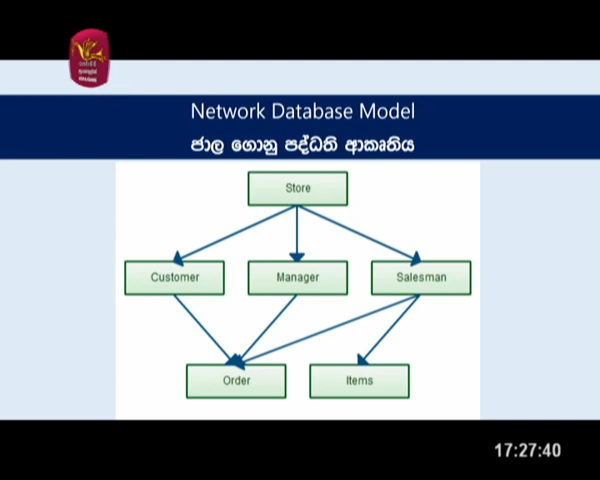 Network Database Model
ජාල ගොනු පද්ධති ආකෘතිය
Store
Customer
Manager
Salesman
Order
Items
17:27:40